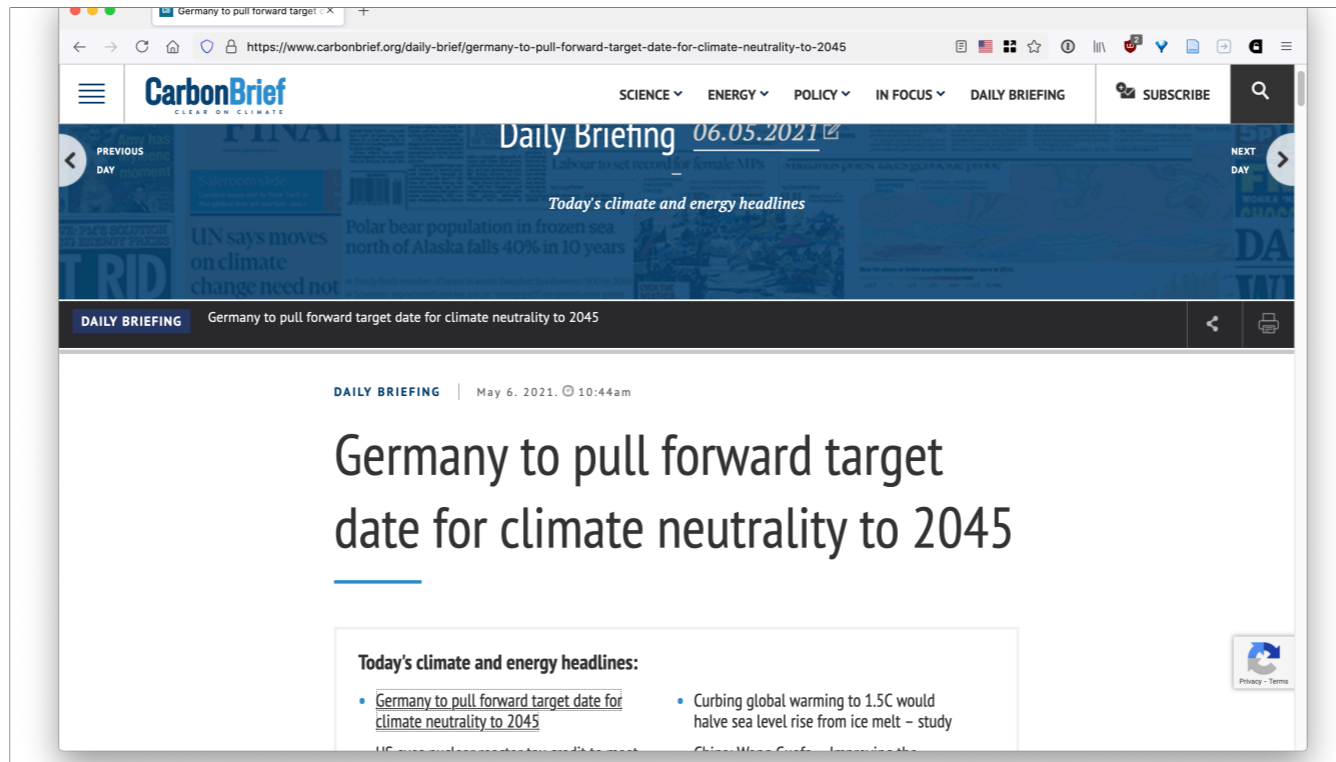 Germany to pull forward target
https://www.carbonbrief.org/daily-brief/germany-to-pull-forward-target-date-for-climate-neutrality-to-2045
2
CarbonBrief
CLEAR ON CLIMATE
SCIENCE
ENERGY
POLICY
IN FOCUS
DAILY BRIEFING
SUBSCRIBE
PREVIOUS
DAY
Daily Briefing 06.05.2021
NEXT
DAY
Labour to set record for female MPs
Today's climate and energy headlines
Saleroom slide
UN says moves
on climate
change need not
Polar bear population in frozen sea
north of Alaska falls 40% in 10 years
T RID
DAILY BRIEFING
Germany to pull forward target date for climate neutrality to 2045
DAILY BRIEFING
May 6. 2021. 10:44am
Germany to pull forward target
date for climate neutrality to 2045
Today's climate and energy headlines:
• Germany to pull forward target date for
climate neutrality to 2045
• Curbing global warming to 1.5C would
halve sea level rise from ice melt – study
Privacy - Terms